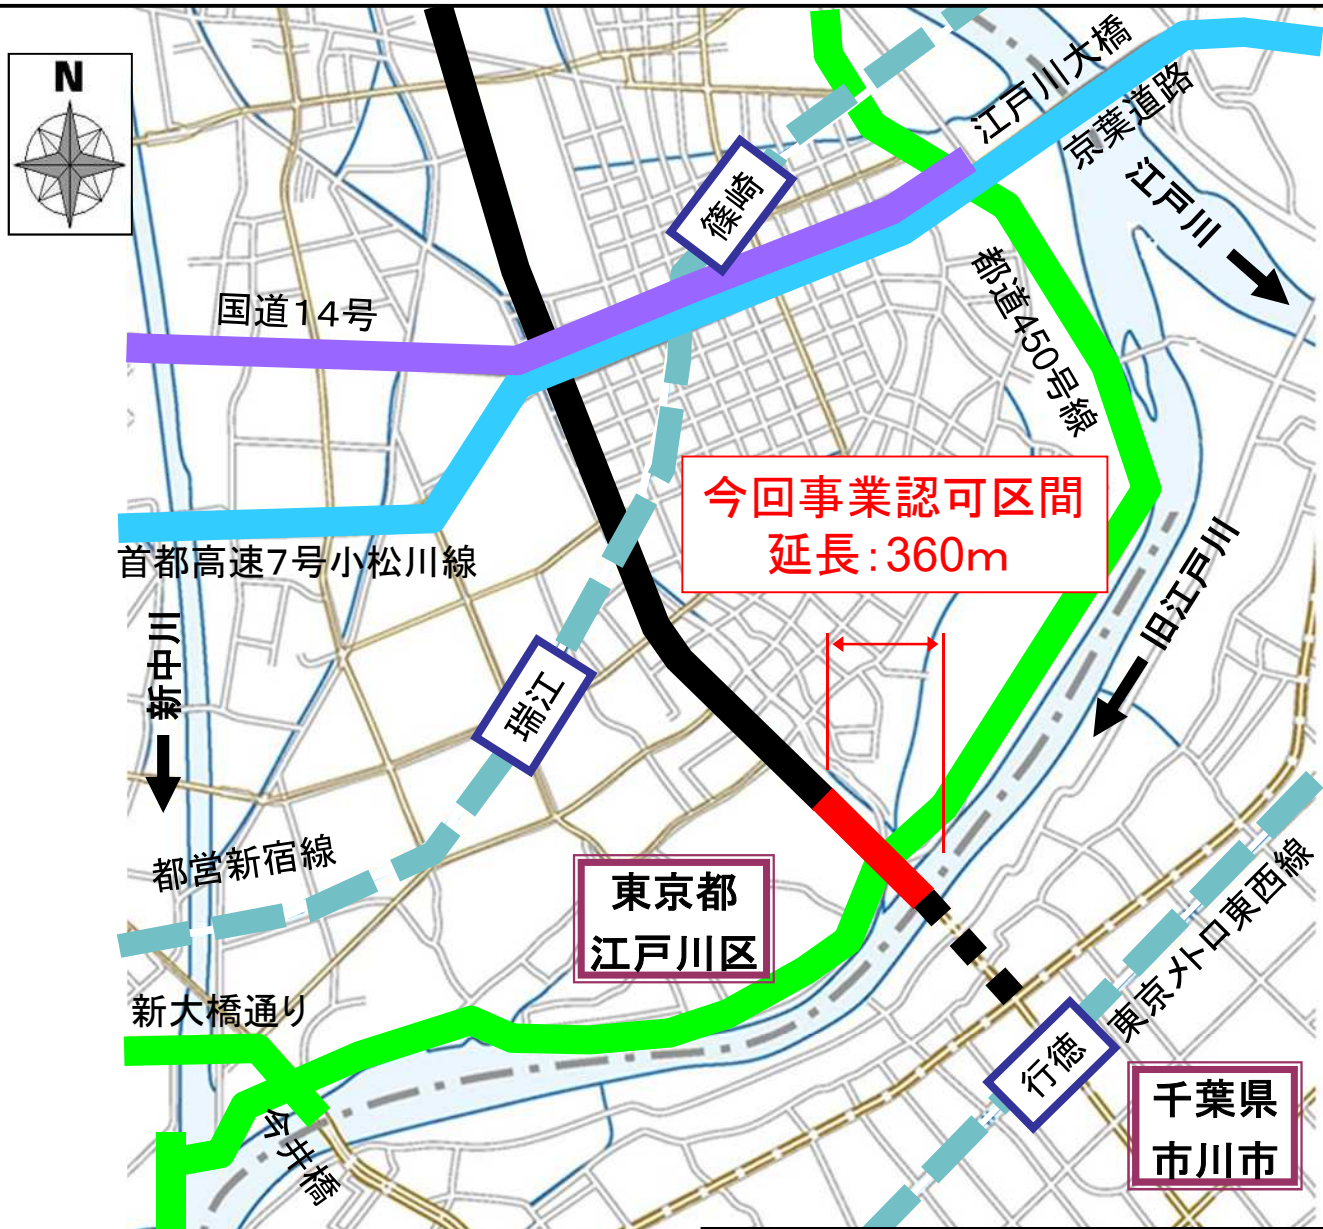 N
江戸川大橋
京葉道路
江戸川
篠崎
国道14号
都道450号線
今回事業認可区間
延長:360m
首都高速7号小松川線
旧江戸川
新中川
瑞江
都営新宿線
東京都
江戸川区
東京メトロ東西線
新大橋通り
行徳
千葉県
市川市
今井橋